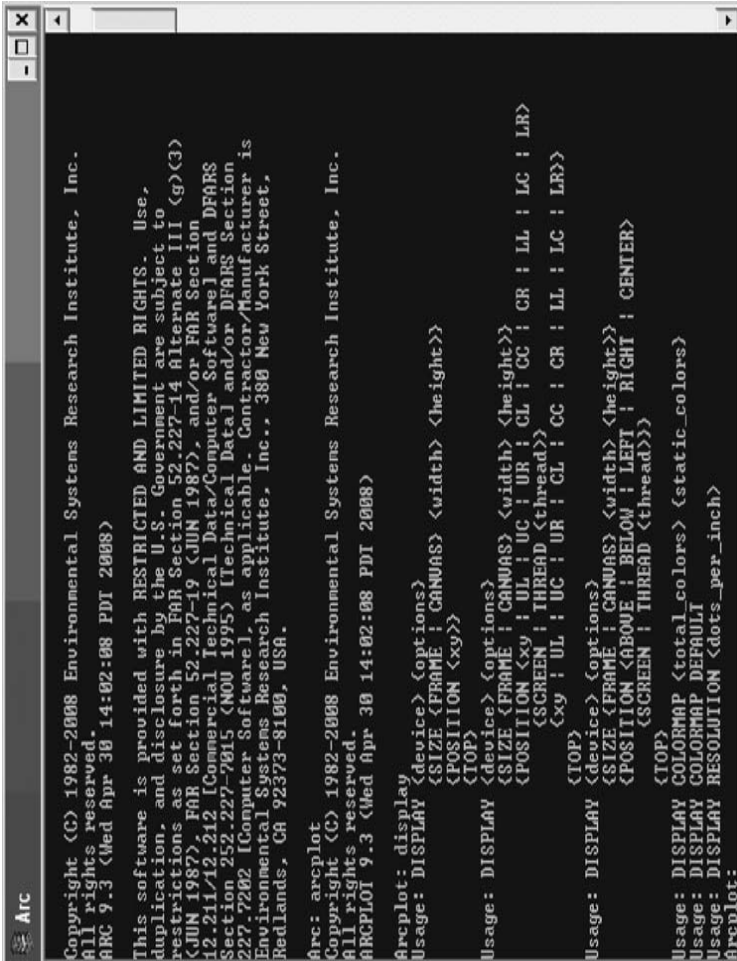 Arc
Copyright (C) 1982-2008 Environmental Systems Research Institute, Inc.
All rights reserved.
ARC 9.3 (Wed Apr 30 14:02:08 PDT 2008)
This software is provided with RESTRICTED AND LIMITED RIGHTS.  Use,
duplication, and disclosure by the U.S. Government are subject to
restrictions as set forth in FAR Section 52.227-14 Alternate III (g)(3)
(JUN 1987), FAR Section 52.227-19 (JUN 1987), and/or FAR Section
12.211/12.212 [Commercial Technical Data/Computer Software] and DFARS
Section 252.227-7015 (NOV 1995) [Technical Data] and/or DFARS Section
227.7202 [Computer Software], as applicable. Contractor/Manufacturer is
Environmental Systems Research Institute, Inc., 380 New York Street,
Redlands, CA 92373-8100, USA.
Arc: arcplot
Copyright (C) 1982-2008 Environmental Systems Research Institute, Inc.
All rights reserved.
ARCPLOT 9.3 (Wed Apr 30 14:02:08 PDT 2008)
Arcplot: display
Usage: DISPLAY <device> {options}
{SIZE {FRAME | CANVAS} <width> <height>}
{POSITION <xy>}
{TOP}
Usage: DISPLAY <device> {options}
{SIZE {FRAME | CANVAS} <width> <height>}
{POSITION <xy | UL | UC | UR | CL | CC | CR | LL | LC | LR>
{SCREEN | THREAD <thread>}
{xy | UL | UC | UR | CL | CC | CR | LL | LC | LR}}
{TOP}
Usage: DISPLAY <device> {options}
{SIZE {FRAME | CANVAS} <width> <height>}
{POSITION <ABOVE | BELOW | LEFT | RIGHT | CENTER>
{SCREEN | THREAD <thread>}}
{TOP}
Usage: DISPLAY COLORMAP <total_colors> {static_colors}
Usage: DISPLAY COLORMAP DEFAULT
Usage: DISPLAY RESOLUTION <dots_per_inch>
Arcplot: